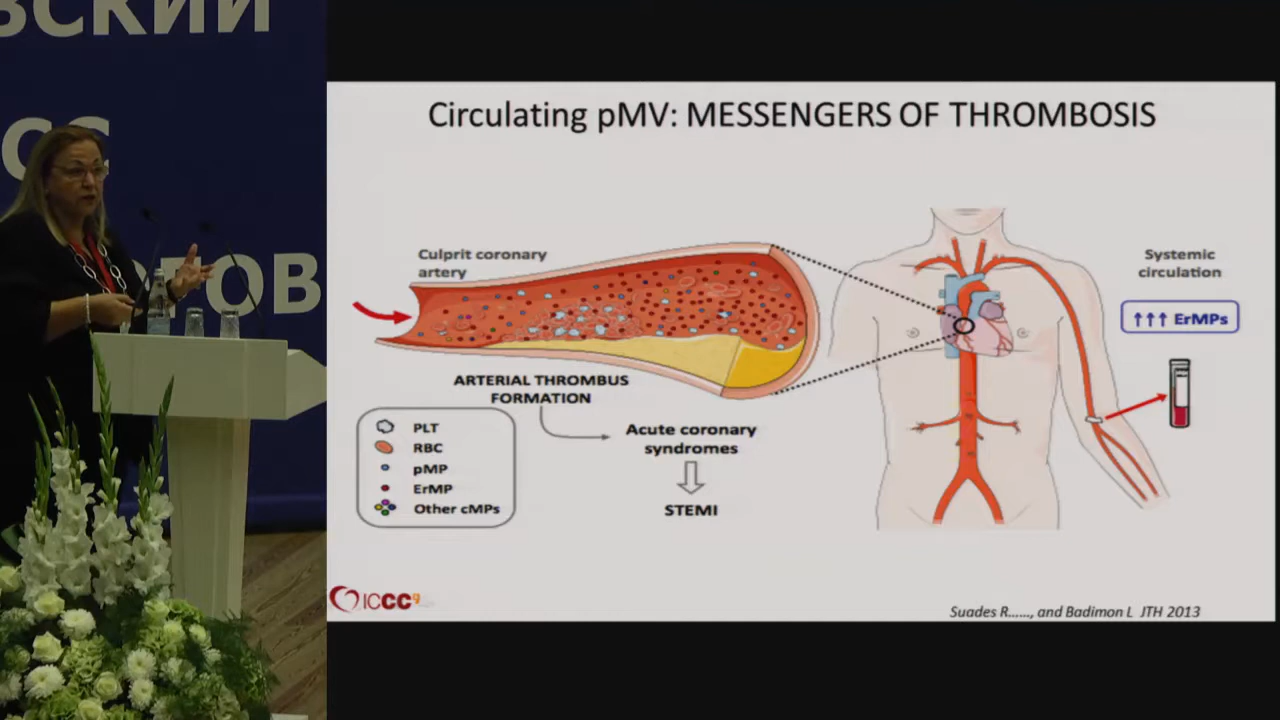 ВСКИЙ
СС
ТОВ
Circulating pMV: MESSENGERS OF THROMBOSIS
Culprit coronary
artery
Systemic
circulation
↑↑↑ ErMPs
ARTERIAL THROMBUS
FORMATION
Acute coronary
syndromes
STEMI
PLT
RBC
pMP
ErMP
Other cMPs
ICCC
Suades R......, and Badimon L JTH 2013